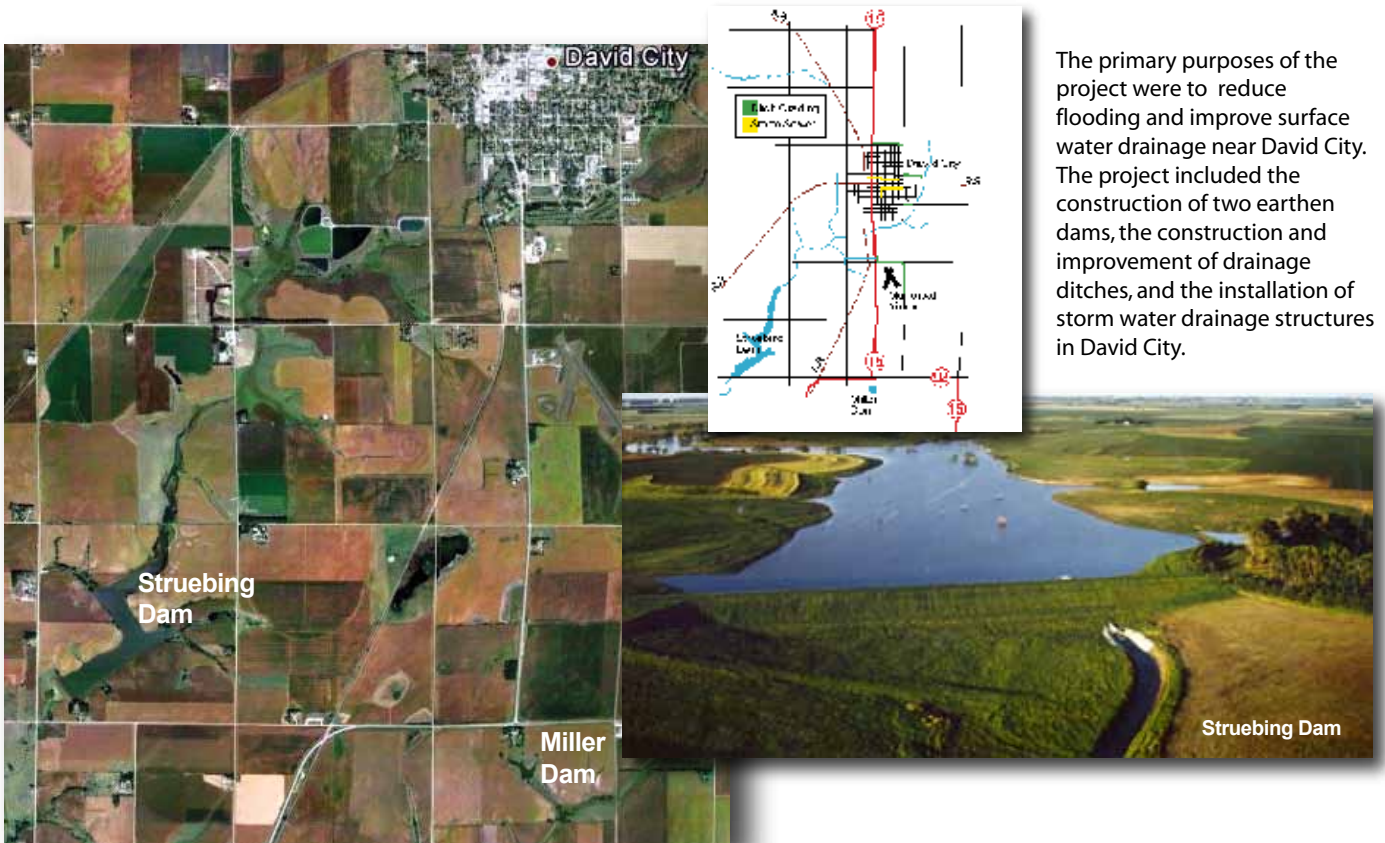 David City
The primary purposes of the
project were to reduce
flooding and improve surface
water drainage near David City.
The project included the
construction of two earthen
dams, the construction and
improvement of drainage
ditches, and the installation of
storm water drainage structures
in David City.
15
David City
Struebing
Dam
15
Miller
Dam
15
Struebing
Dam
Miller
Dam
Struebing Dam